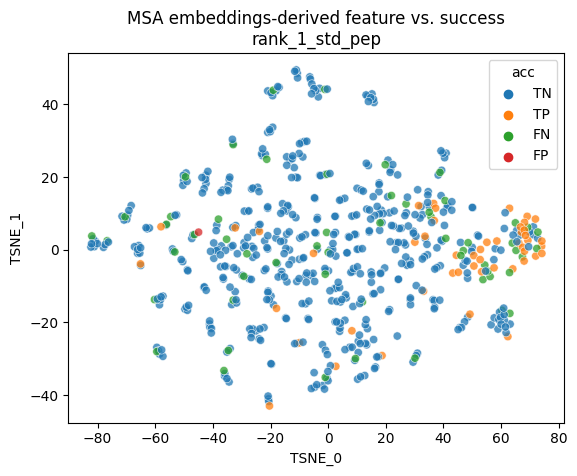 MSA embeddings-derived feature vs. success
rank_1_std_pep
acc
TN
TP
FN
FP
40
20
0
−20
−40
TSNE_1
−80
−60
−40
−20
0
20
40
60
80
TSNE_0